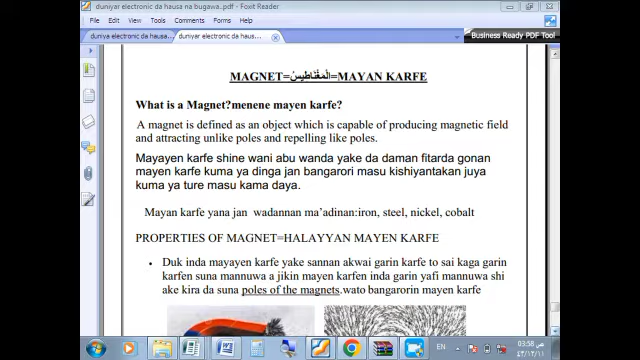 duniyar electronic da hausa na bugawa..pdf - Foxit Reader
File Edit View Tools Comments Forms Help
duniya electronic da hausa
duniyar electronic da haus...
Business Ready PDF Tool
MAGNET=الْمَغْنَاطِيسْ=MAYAN KARFE
What is a Magnet?menene mayen karfe?
A magnet is defined as an object which is capable of producing magnetic field
and attracting unlike poles and repelling like poles.
Mayayen karfe shine wani abu wanda yake da daman fitarda gonan
mayen karfe kuma ya dinga jan bangarori masu kishiyantakan juya
kuma ya ture masu kama daya.
Mayan karfe yana jan wadannan ma'adinan:iron, steel, nickel, cobalt
PROPERTIES OF MAGNET=HALAYYAN MAYEN KARFE
• Duk inda mayayen karfe yake sannan akwai garin karfe to sai kaga garin
karfen suna mannuwa a jikin mayen karfen inda garin yafi mannuwa shi
ake kira da suna poles of the magnets.wato bangarorin mayen karfe
EN
03:58 ص